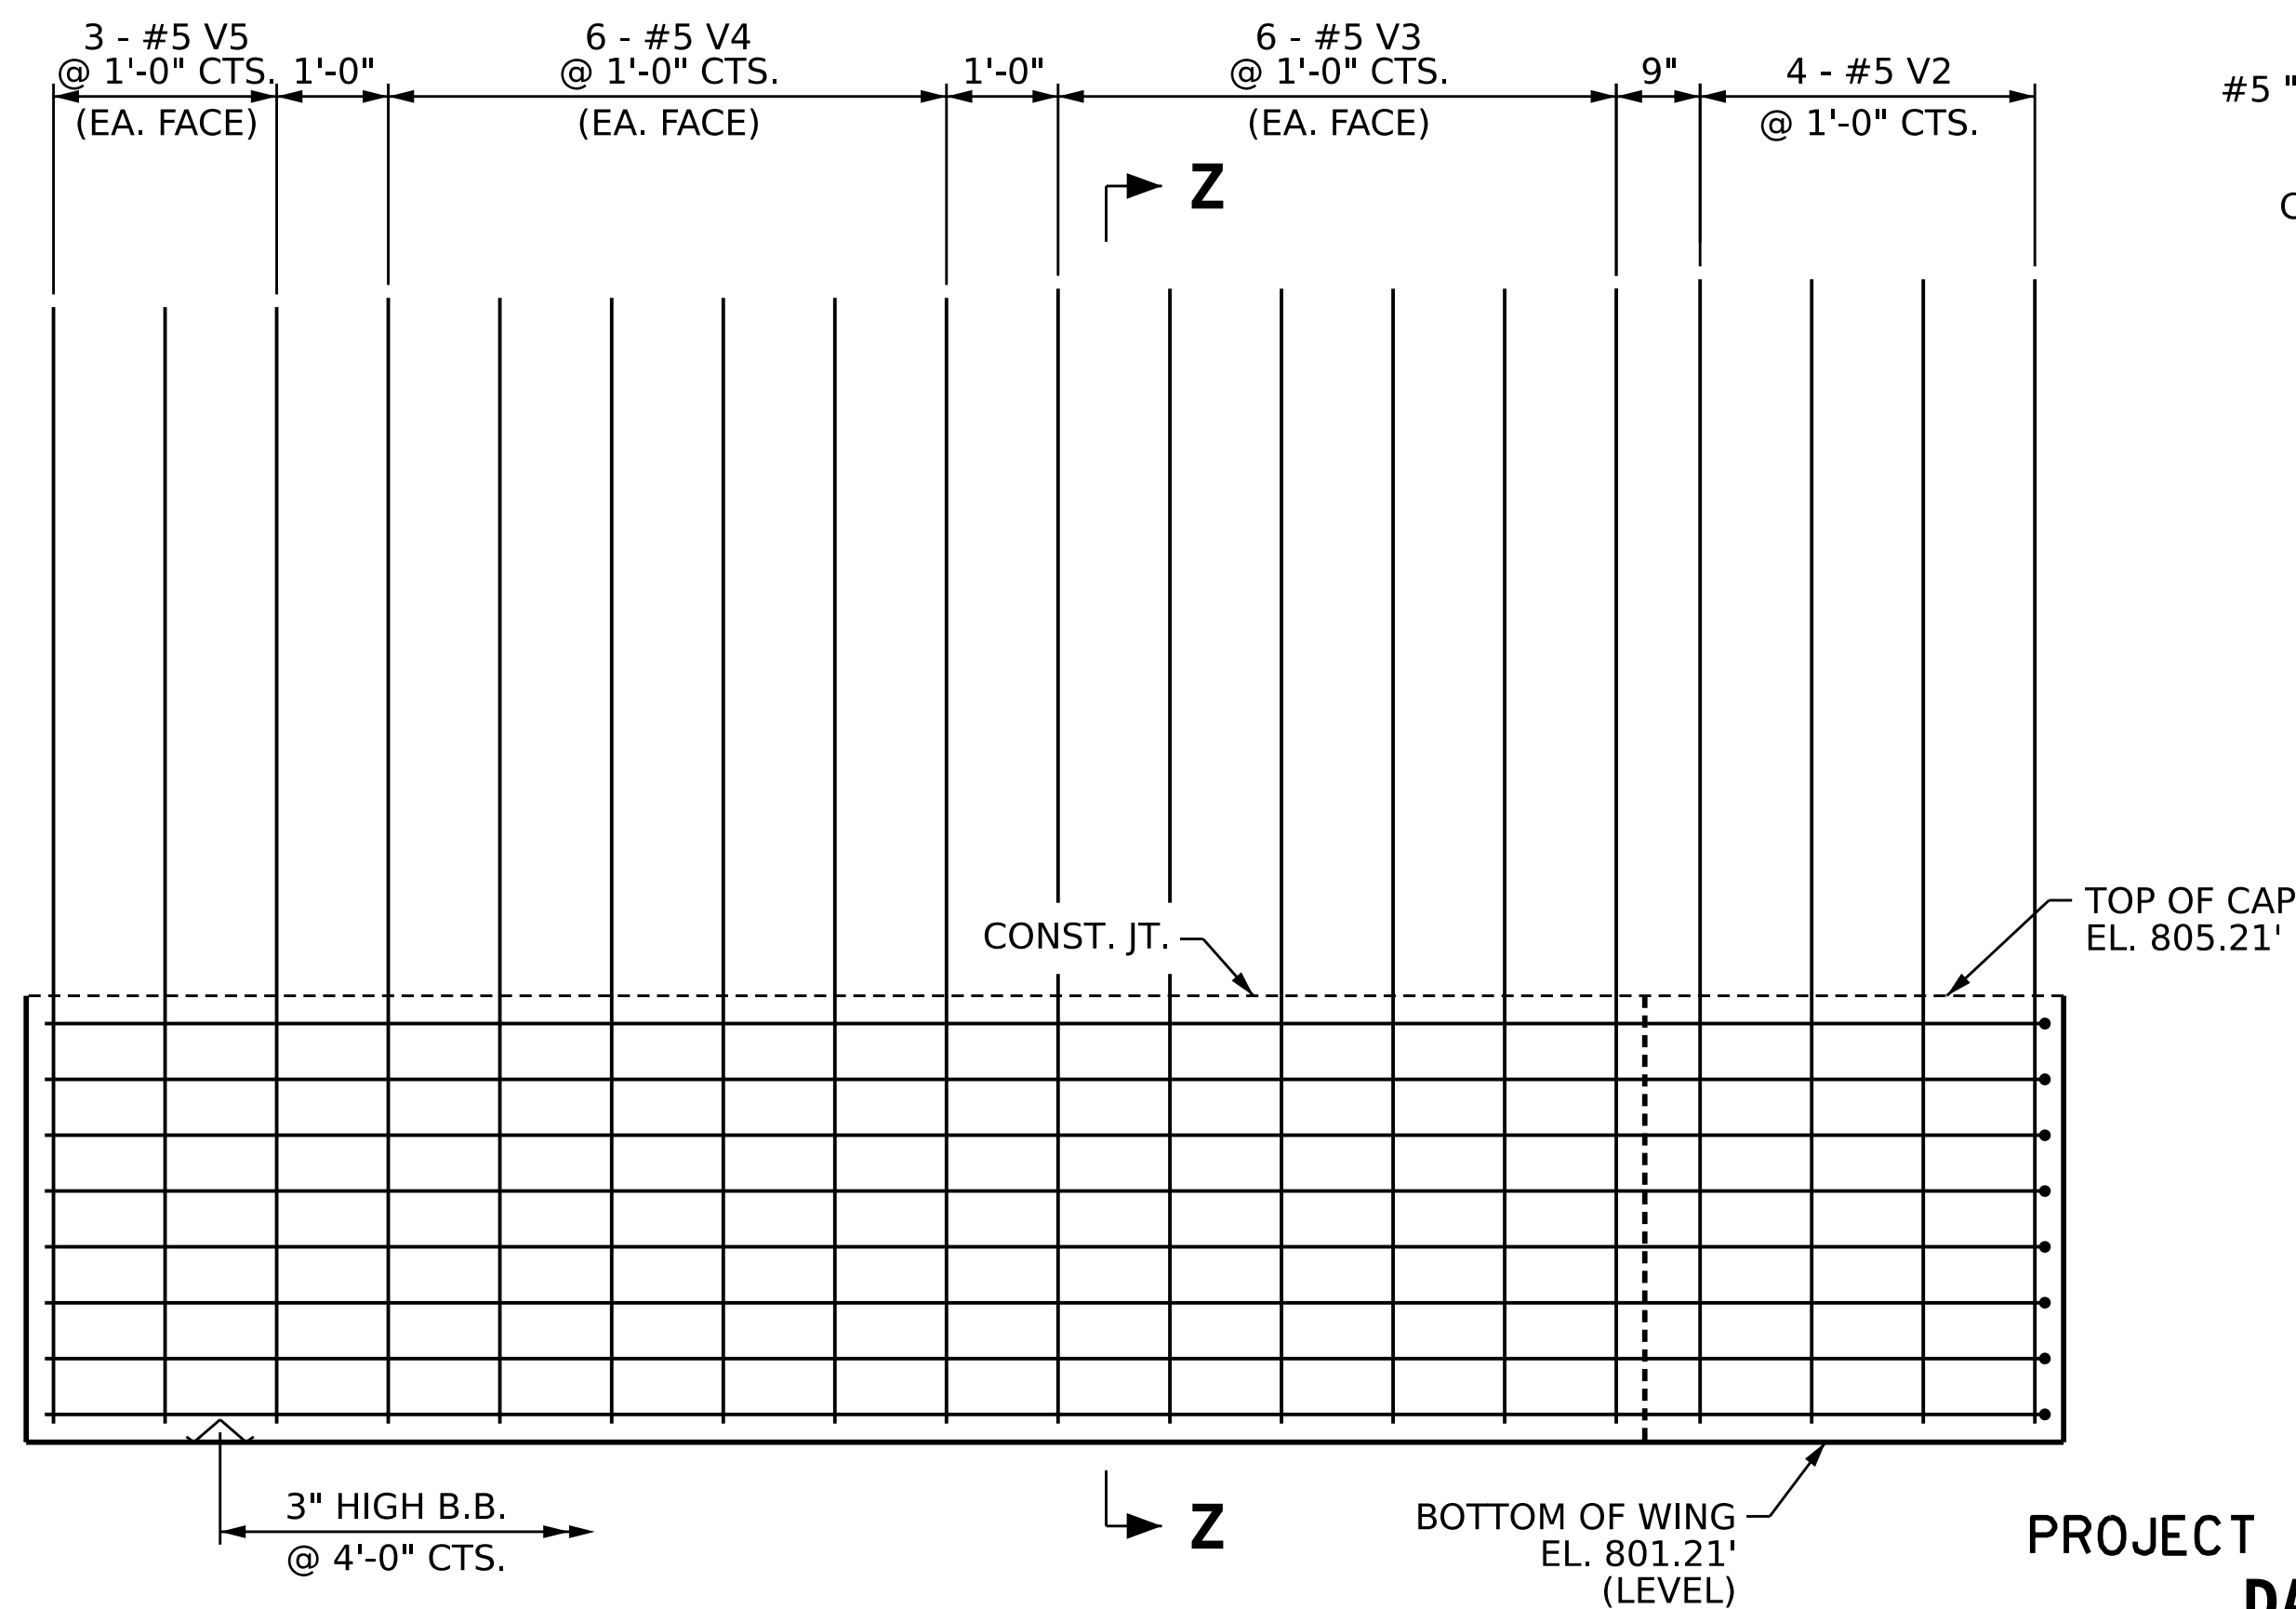 3 - #5 V5
@ 1'-0" CTS.
(EA. FACE)
1'-0"
6 - #5 V4
@ 1'-0" CTS.
(EA. FACE)
1'-0"
6 - #5 V3
@ 1'-0" CTS.
(EA. FACE)
9"
4 - #5 V2
@ 1'-0" CTS.
#5 "
Z
CONST. JT.
TOP OF CAP
EL. 805.21'
3" HIGH B.B.
@ 4'-0" CTS.
Z
BOTTOM OF WING
EL. 801.21'
(LEVEL)
PROJECT